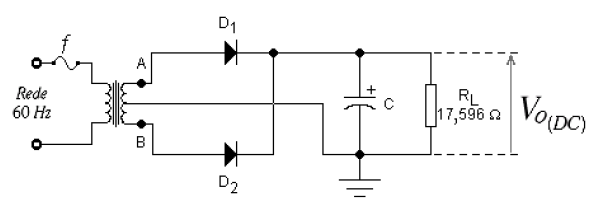 D1
f
A
Rede
60 Hz
+
C
RL
17,596 Ω
VO(DC)
B
D2